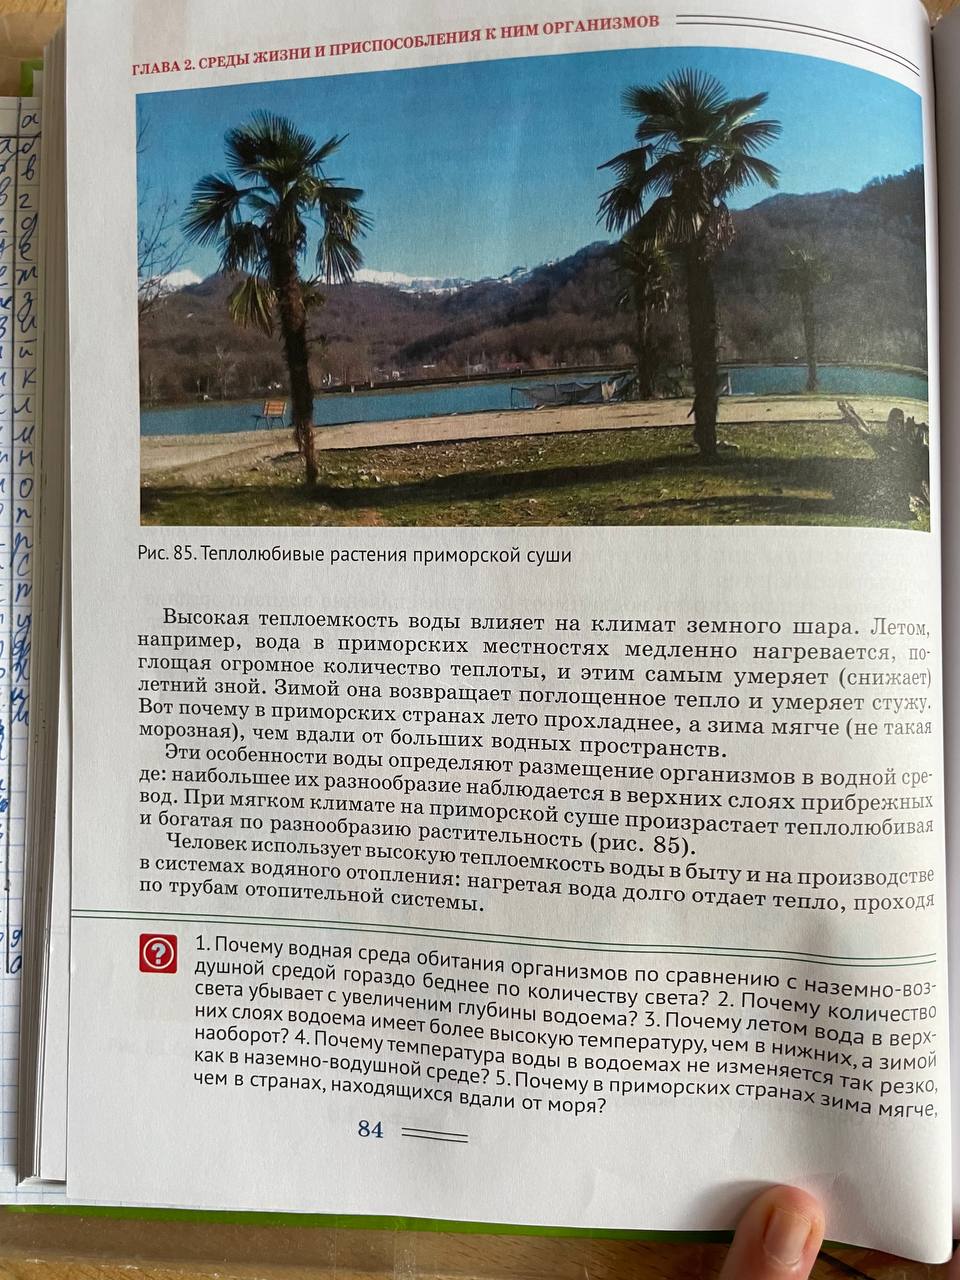 ГЛАВА 2. СРЕДЫ ЖИЗНИ И ПРИСПОСОБЛЕНИЯ К НИМ ОРГАНИЗМОВ
Рис. 85. Теплолюбивые растения приморской суши
Высокая теплоемкость воды влияет на климат земного шара. Летом,
например, вода в приморских местностях медленно нагревается, по-
глощая огромное количество теплоты, и этим самым умеряет (снижает)
летний зной. Зимой она возвращает поглощенное тепло и умеряет стужу.
Вот почему в приморских странах лето прохладнее, а зима мягче (не такая
морозная), чем вдали от больших водных пространств.
Эти особенности воды определяют размещение организмов в водной сре-
де: наибольшее их разнообразие наблюдается в верхних слоях прибрежных
вод. При мягком климате на приморской суше произрастает теплолюбивая
и богатая по разнообразию растительность (рис. 85).
Человек использует высокую теплоемкость воды в быту и на производстве
в системах водяного отопления: нагретая вода долго отдает тепло, проходя
по трубам отопительной системы.
? 1. Почему водная среда обитания организмов по сравнению с наземно-воз-
душной средой гораздо беднее по количеству света? 2. Почему количество
света убывает с увеличеним глубины водоема? 3. Почему летом вода в верх-
них слоях водоема имеет более высокую температуру, чем в нижних, а зимой
наоборот? 4. Почему температура воды в водоемах не изменяется так резко,
как в наземно-водушной среде? 5. Почему в приморских странах зима мягче,
чем в странах, находящихся вдали от моря?
84
а
б
в
г
д
е
ж
з
и
й
к
л
м
н
о
п
р
с
т
у